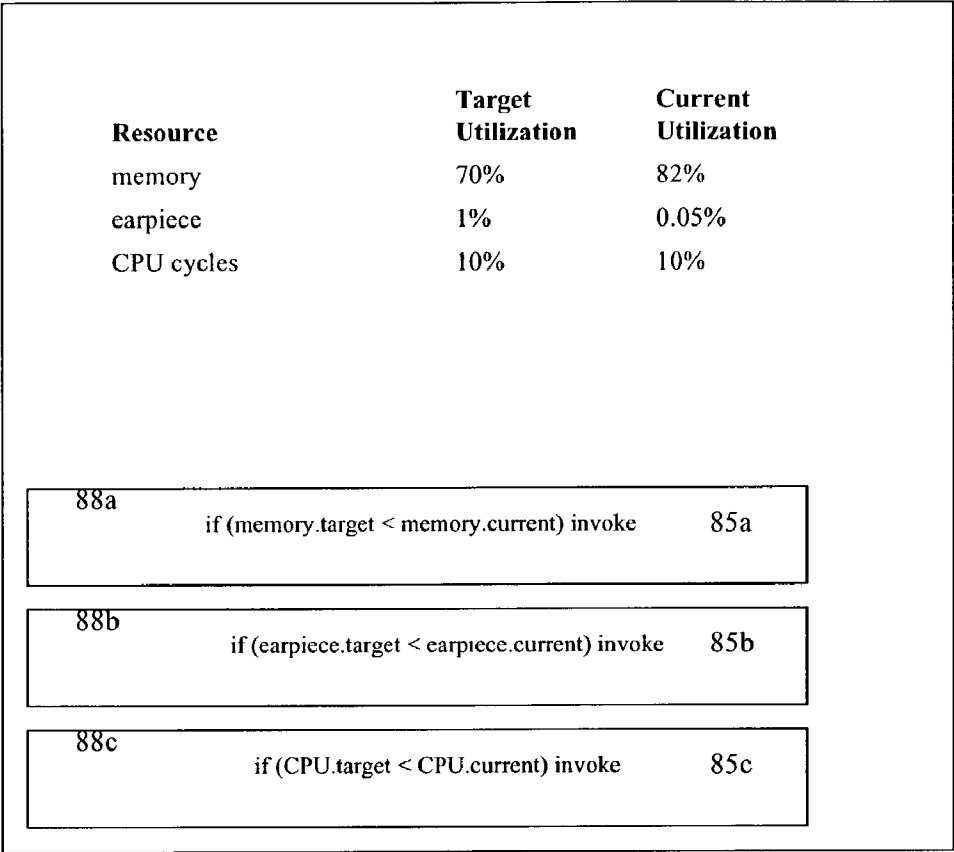 Target Current
Resource Utilization Utilization
memory 70% 82%
earpiece 1% 0.05%
CPU cycles 10% 10%
88a
if (memory.target < memory.current) invoke 85a
88b
if (earpiece.target < earpiece.current) invoke 85b
88c
if (CPU.target < CPU.current) invoke 85c